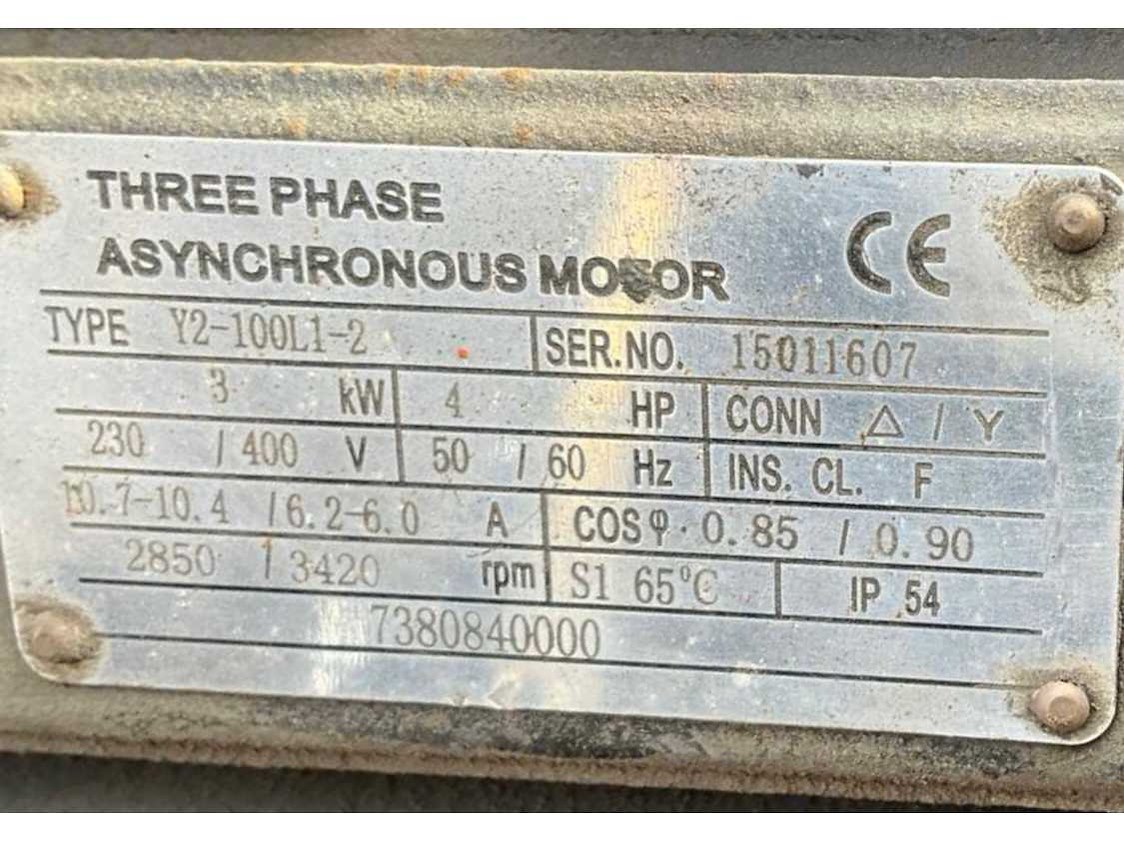 THREE PHASE
ASYNCHRONOUS MOTOR
CE
TYPE Y2-100L1-2 SER.NO. 15011607
3 kW 4 HP CONN △ / Y
230 / 400 V 50 / 60 Hz INS. CL. F
10.7-10.4 / 6.2-6.0 A COSφ· 0.85 / 0.90
2850 / 3420 rpm S1 65°C IP 54
7380840000